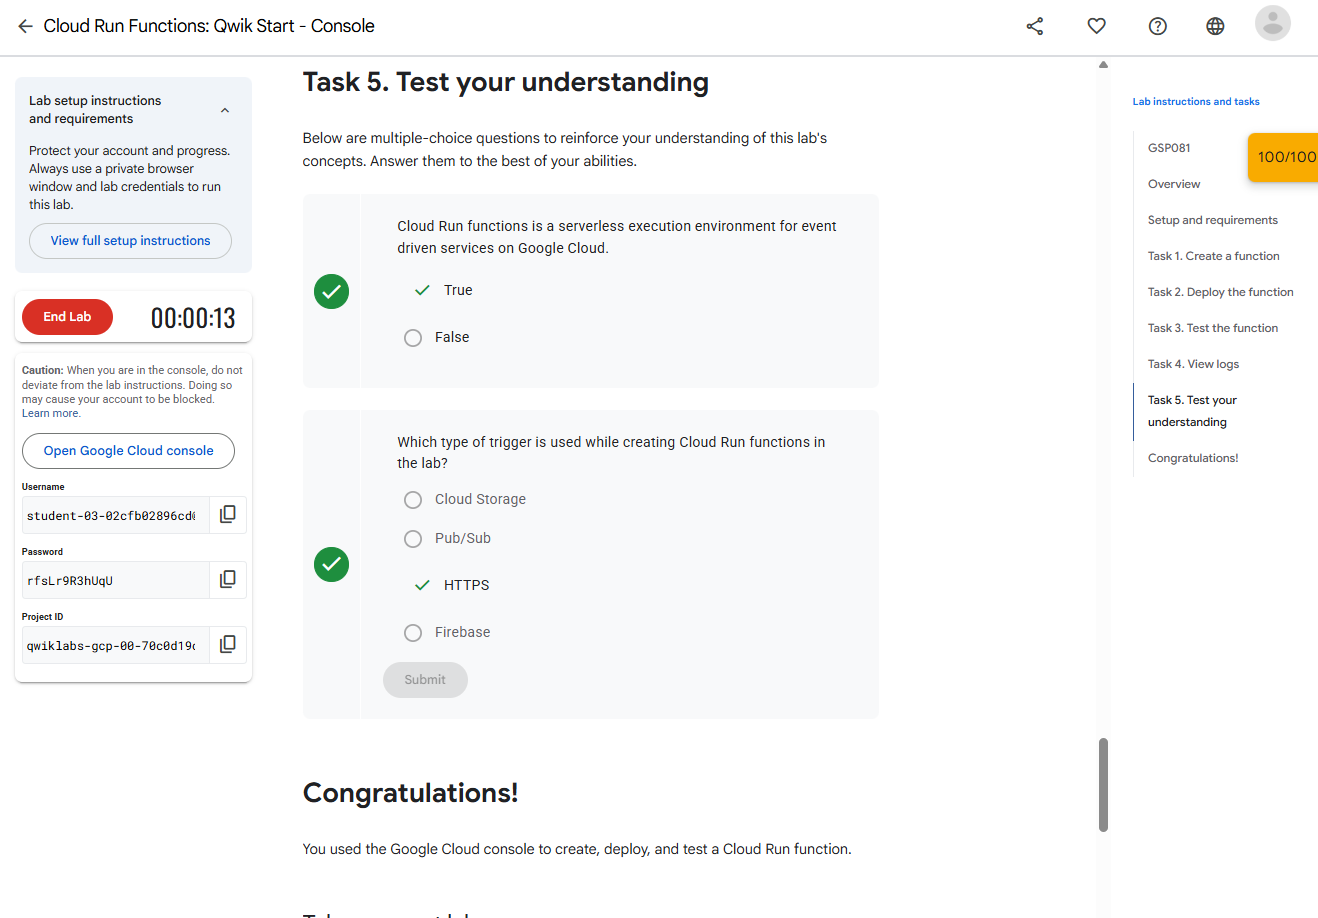 Cloud Run Functions: Qwik Start - Console
Lab setup instructions
and requirements
Protect your account and progress.
Always use a private browser
window and lab credentials to run
this lab.
View full setup instructions
End Lab
00:00:13
Caution: When you are in the console, do not
deviate from the lab instructions. Doing so
may cause your account to be blocked.
Learn more.
Open Google Cloud console
Username
student-03-02cfb02896cd
Password
rfsLr9R3hUqU
Project ID
qwiklabs-gcp-00-70c0d19
Task 5. Test your understanding
Below are multiple-choice questions to reinforce your understanding of this lab's
concepts. Answer them to the best of your abilities.
Cloud Run functions is a serverless execution environment for event
driven services on Google Cloud.
True
False
Which type of trigger is used while creating Cloud Run functions in
the lab?
Cloud Storage
Pub/Sub
HTTPS
Firebase
Submit
Congratulations!
You used the Google Cloud console to create, deploy, and test a Cloud Run function.
Lab instructions and tasks
GSP081
100/100
Overview
Setup and requirements
Task 1. Create a function
Task 2. Deploy the function
Task 3. Test the function
Task 4. View logs
Task 5. Test your
understanding
Congratulations!